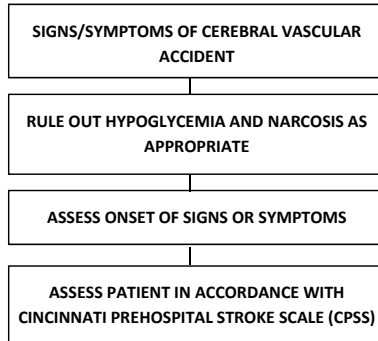 SIGNS/SYMPTOMS OF CEREBRAL VASCULAR
ACCIDENT
RULE OUT HYPOGLYCEMIA AND NARCOSIS AS
APPROPRIATE
ASSESS ONSET OF SIGNS OR SYMPTOMS
ASSESS PATIENT IN ACCORDANCE WITH
CINCINNATI PREHOSPITAL STROKE SCALE (CPSS)